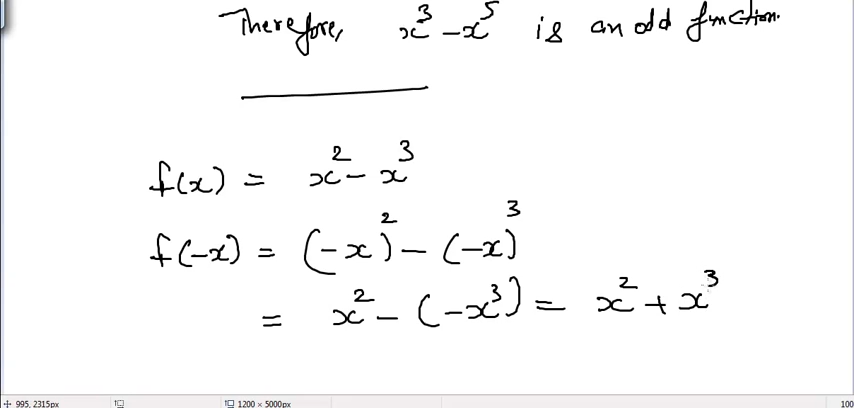 Therefore, x³ - x⁵ is an odd function.
f(x) = x² - x³
f(-x) = (-x)² - (-x)³
= x² - (-x³) = x² + x³
995, 2315px 1200 × 5000px 100